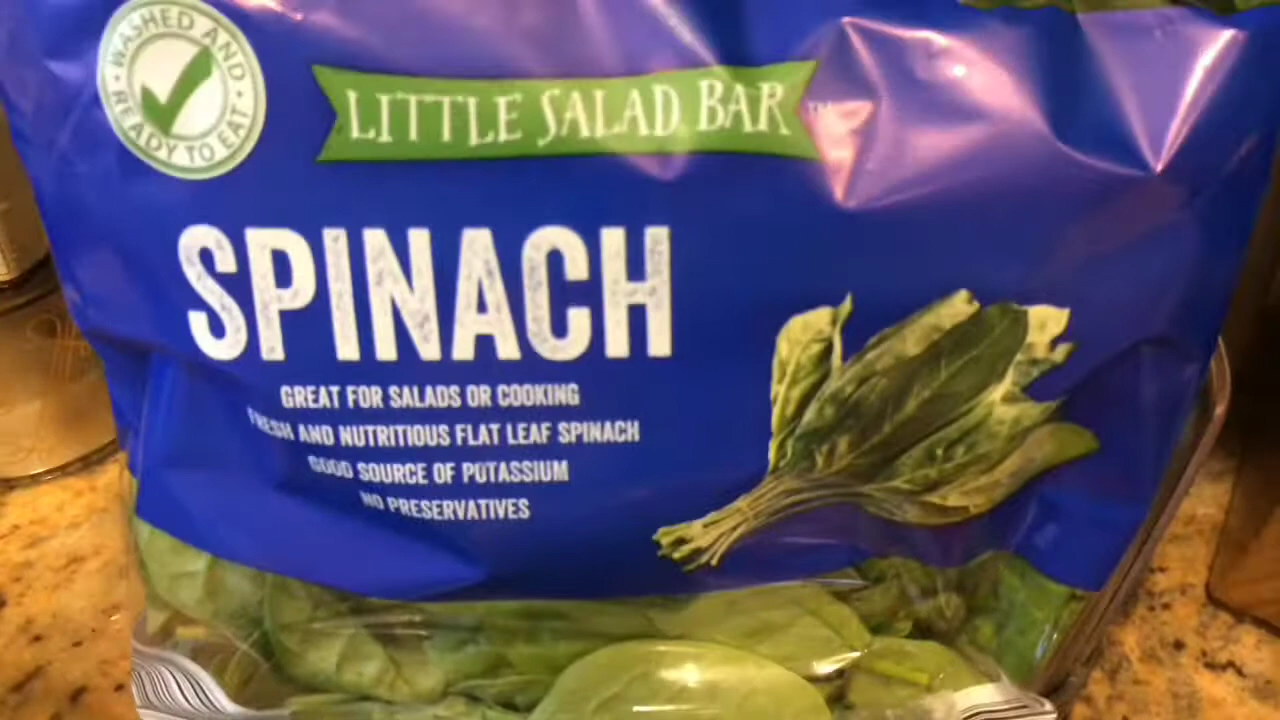 WASHED AND
READY TO EAT
LITTLE SALAD BAR™
SPINACH
GREAT FOR SALADS OR COOKING
FRESH AND NUTRITIOUS FLAT LEAF SPINACH
GOOD SOURCE OF POTASSIUM
NO PRESERVATIVES